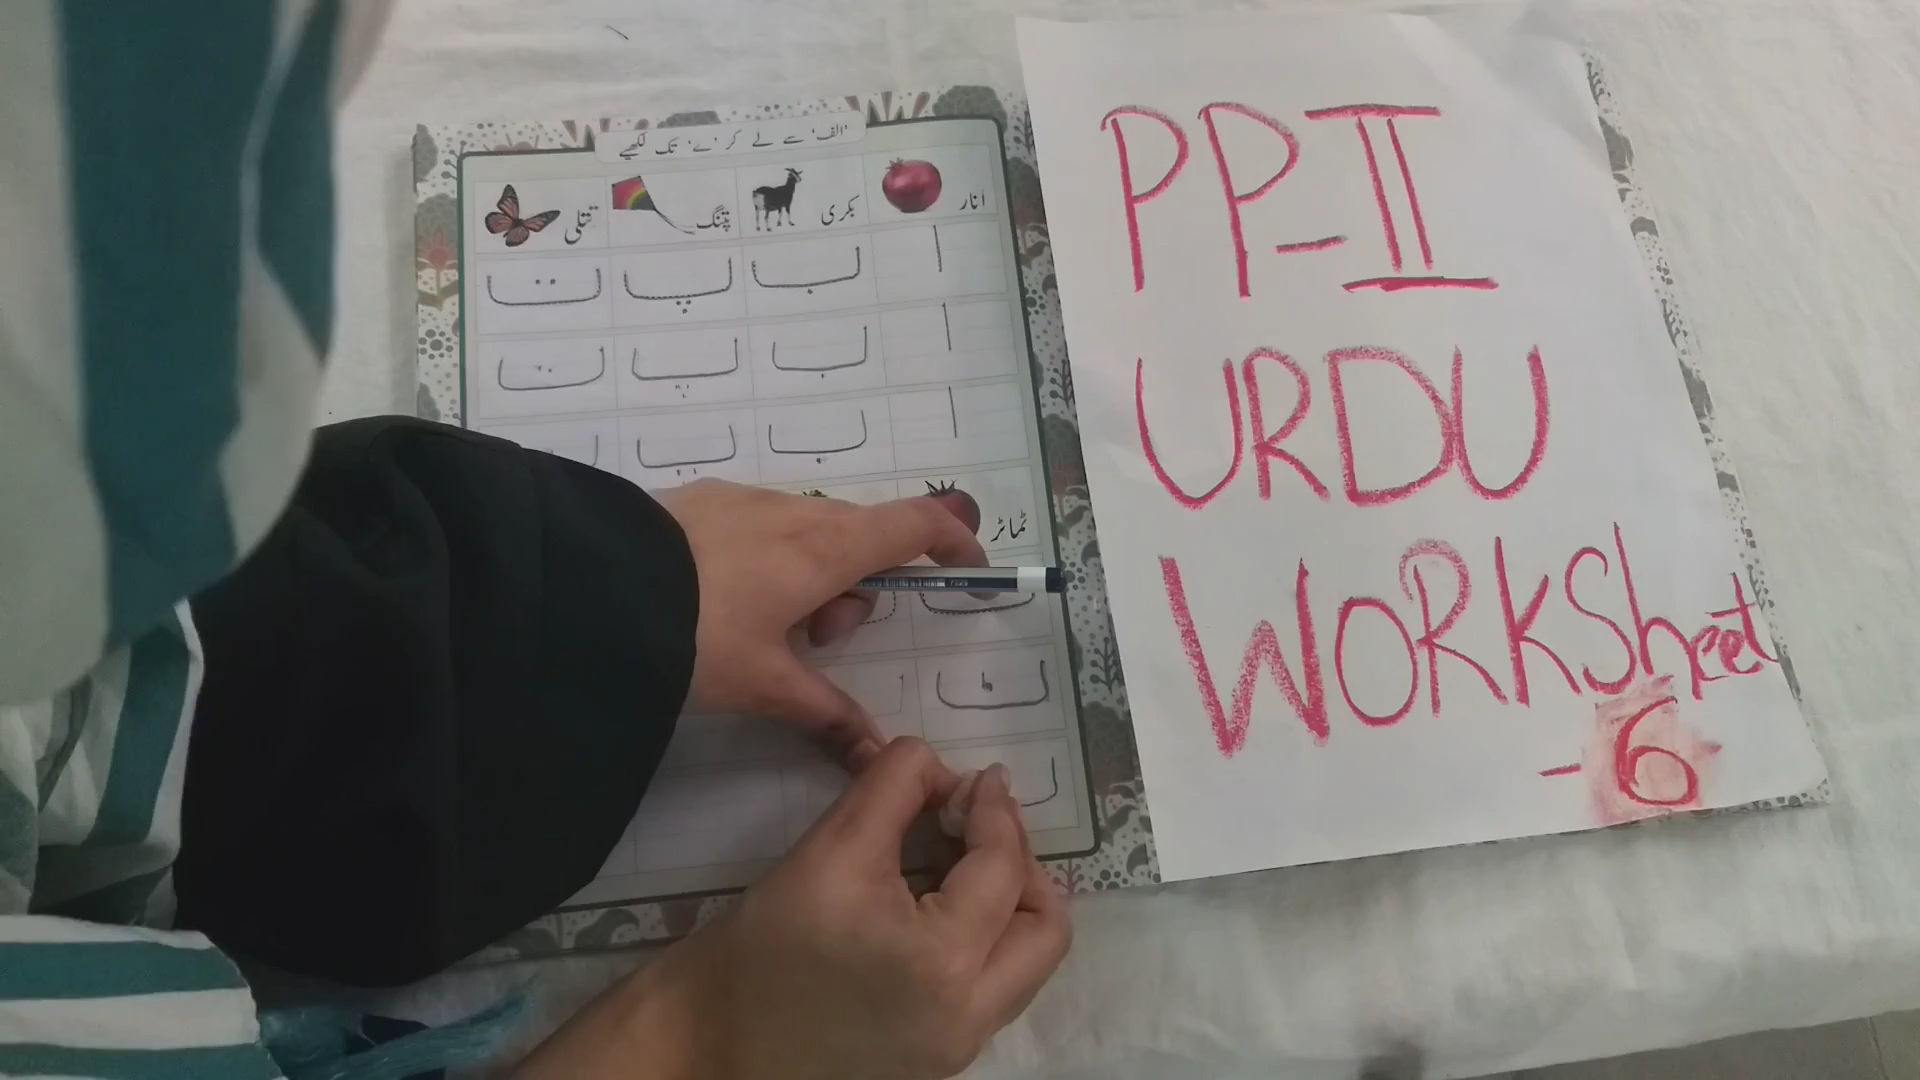 'الف' سے لے کر 'ے' تک لکھیے
انار بکری پتنگ تتلی
ا ب پ ت
ا ب پ ت
ا ب پ
ٹماٹر
ٹ
PP-II
URDU
WORKSheet
-6-